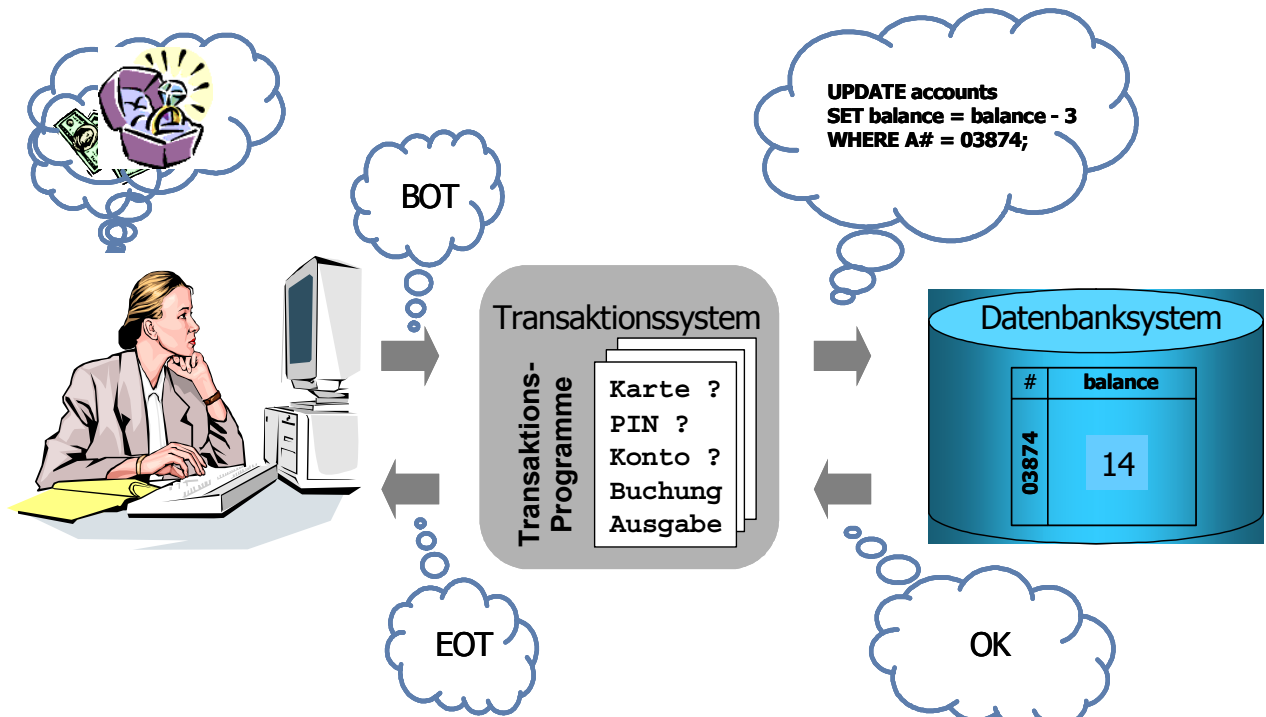 UPDATE accounts
SET balance = balance - 3
WHERE A# = 03874;
BOT
Transaktionssystem
Transaktions-
Programme
Karte ?
PIN ?
Konto ?
Buchung
Ausgabe
Datenbanksystem
# balance
03874 14
EOT
OK